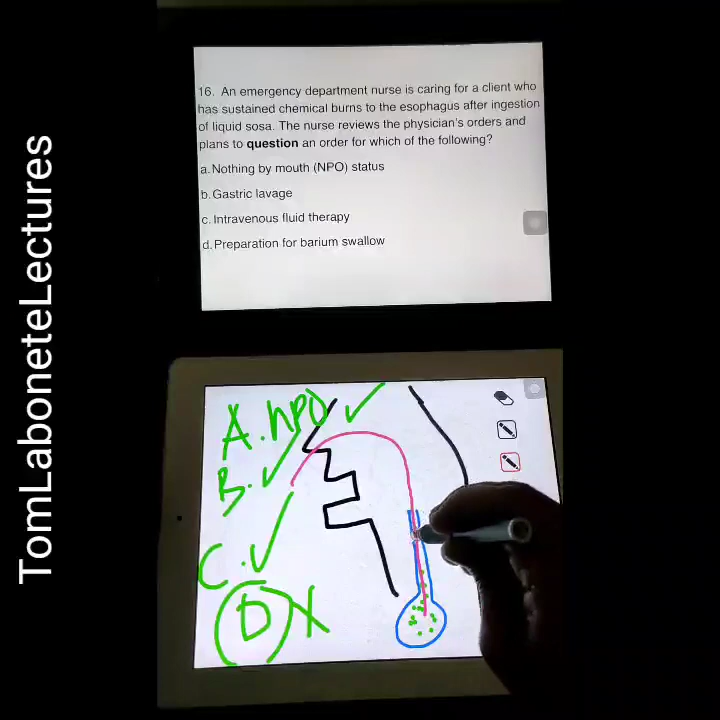 TomLaboneteLectures
16. An emergency department nurse is caring for a client who
has sustained chemical burns to the esophagus after ingestion
of liquid sosa. The nurse reviews the physician's orders and
plans to question an order for which of the following?
a. Nothing by mouth (NPO) status
b. Gastric lavage
c. Intravenous fluid therapy
d. Preparation for barium swallow
A. NPO ✓
B. ✓
C. ✓
D X